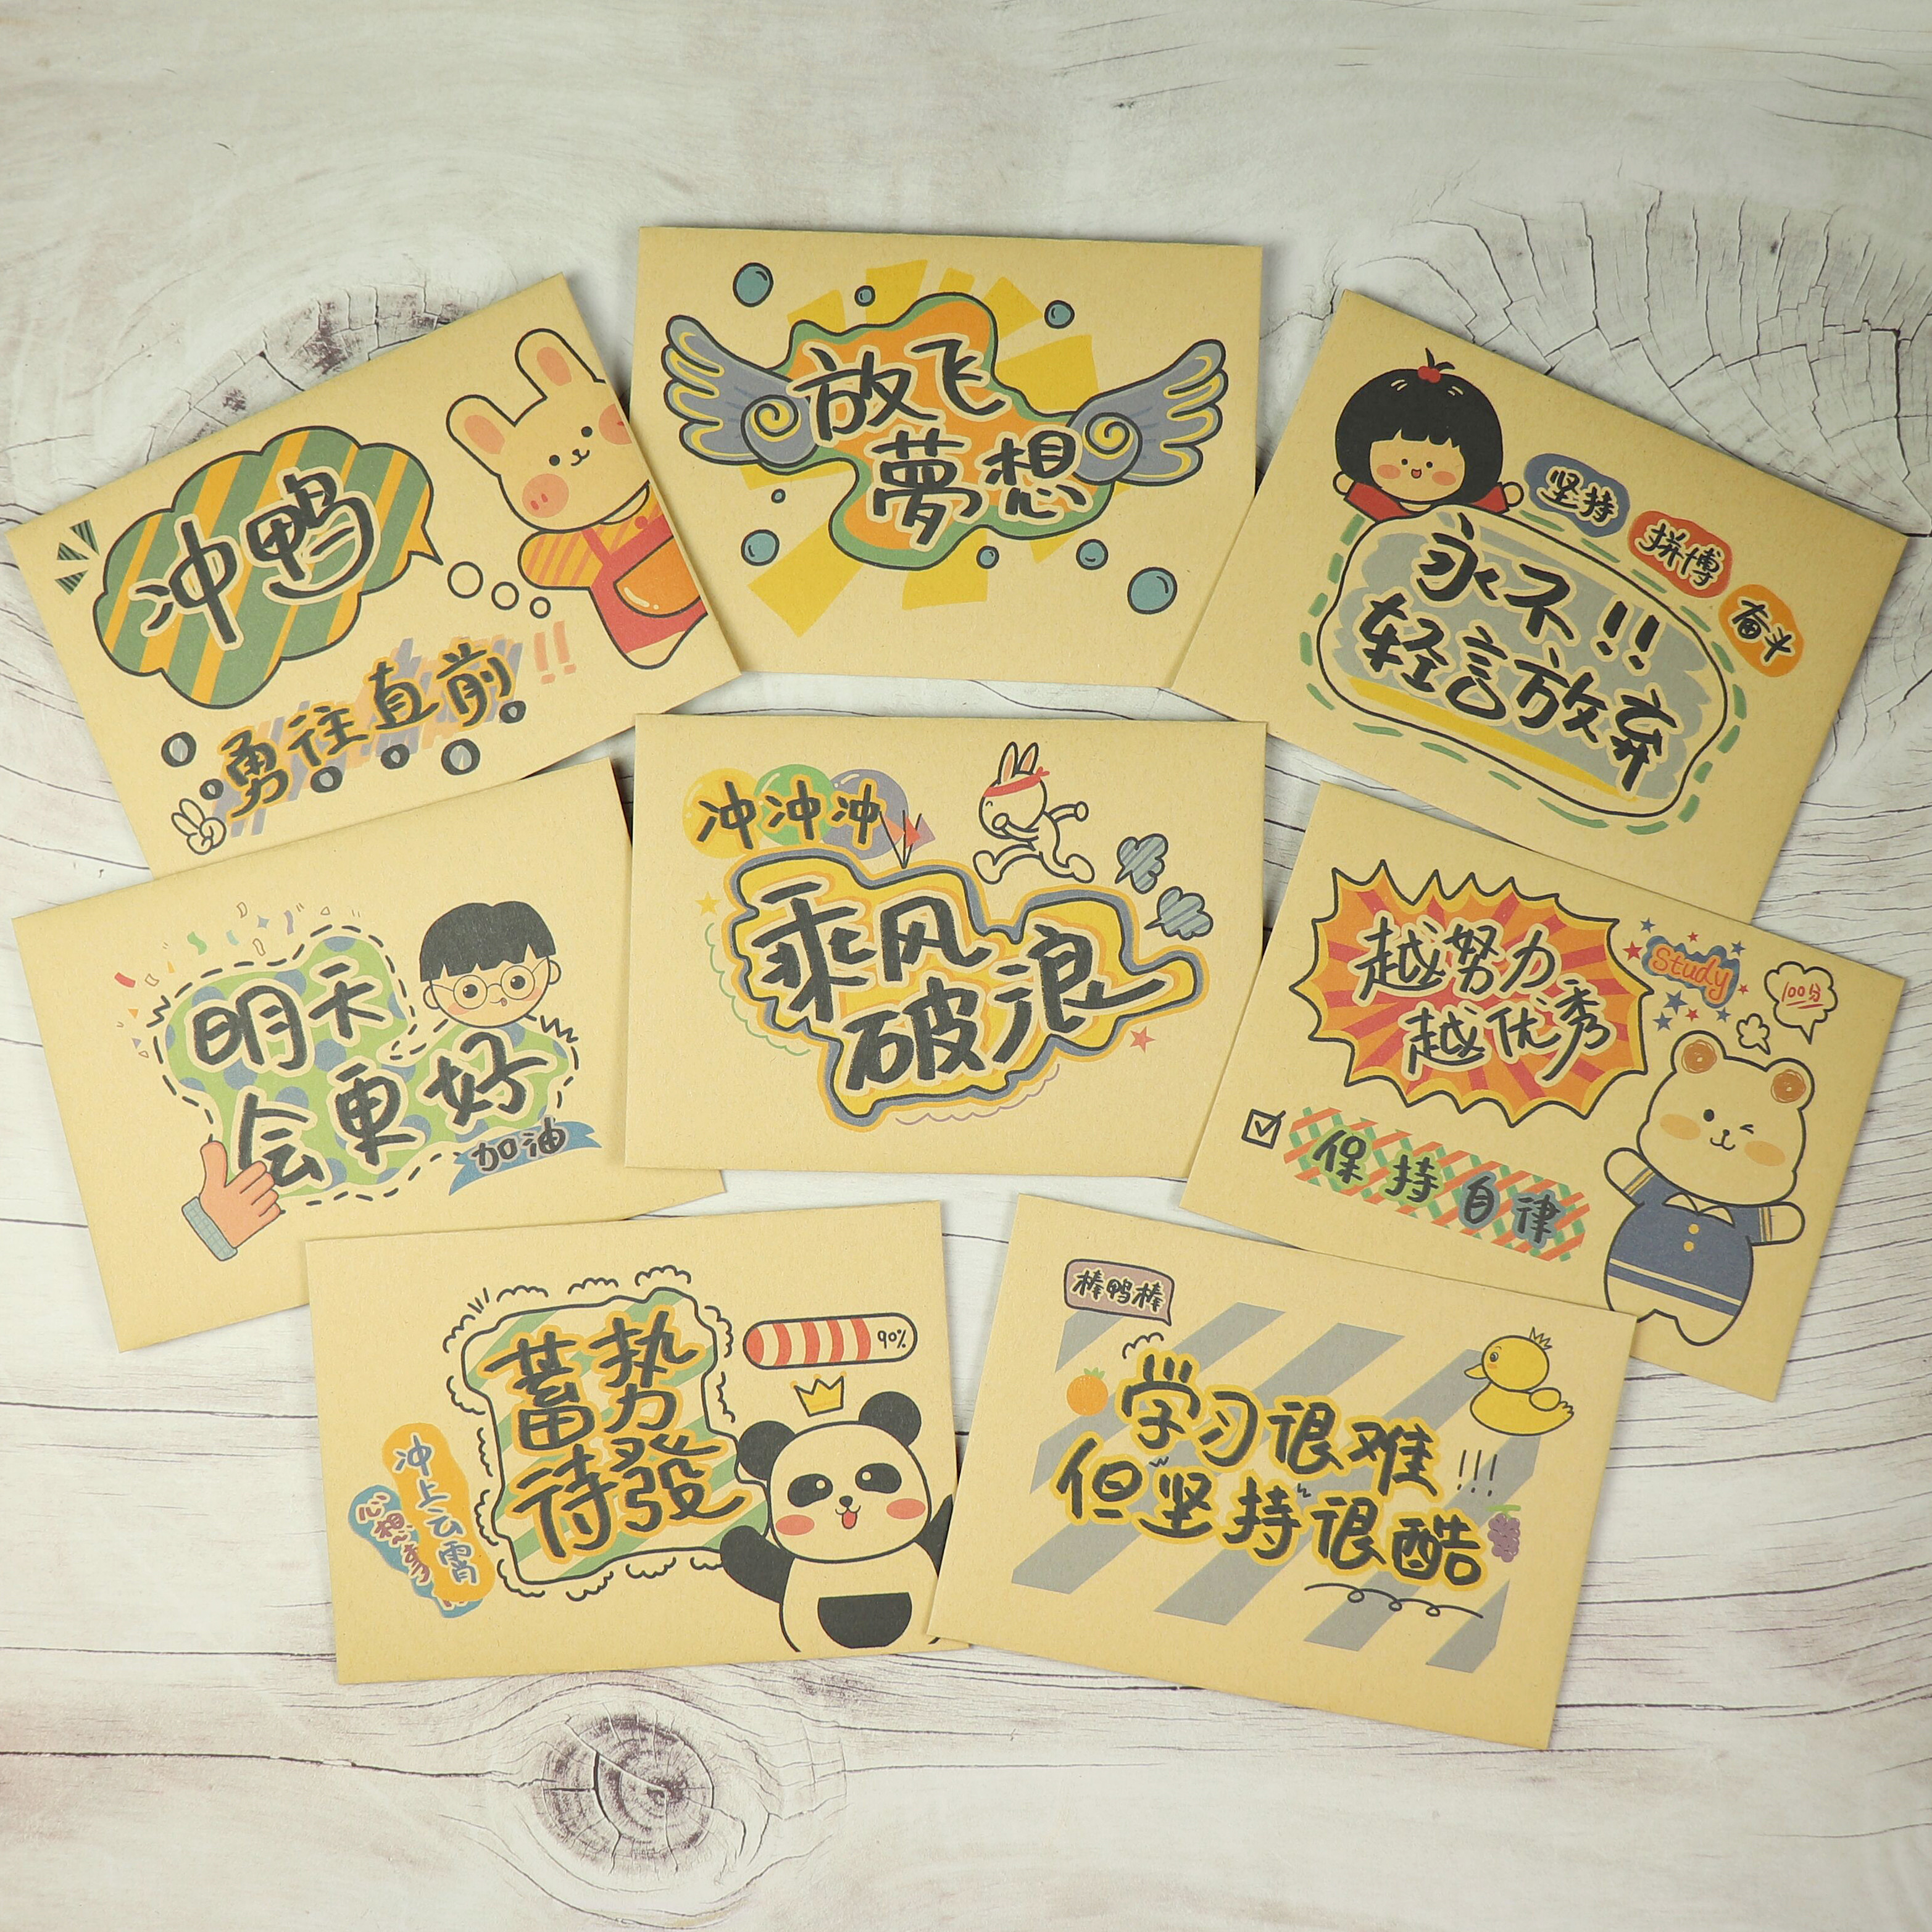 冲鸭
勇往直前!!
放飞
夢想
坚持
拼博
奋斗
永不!!
轻言放弃
明天
会更好
加油
冲冲冲
乘风
破浪
越努力
越优秀
Study
100分
保持自律
蓄势
待發
90%
冲上云霄
心想事
棒鸭棒
学习很难!!!
但坚持很酷